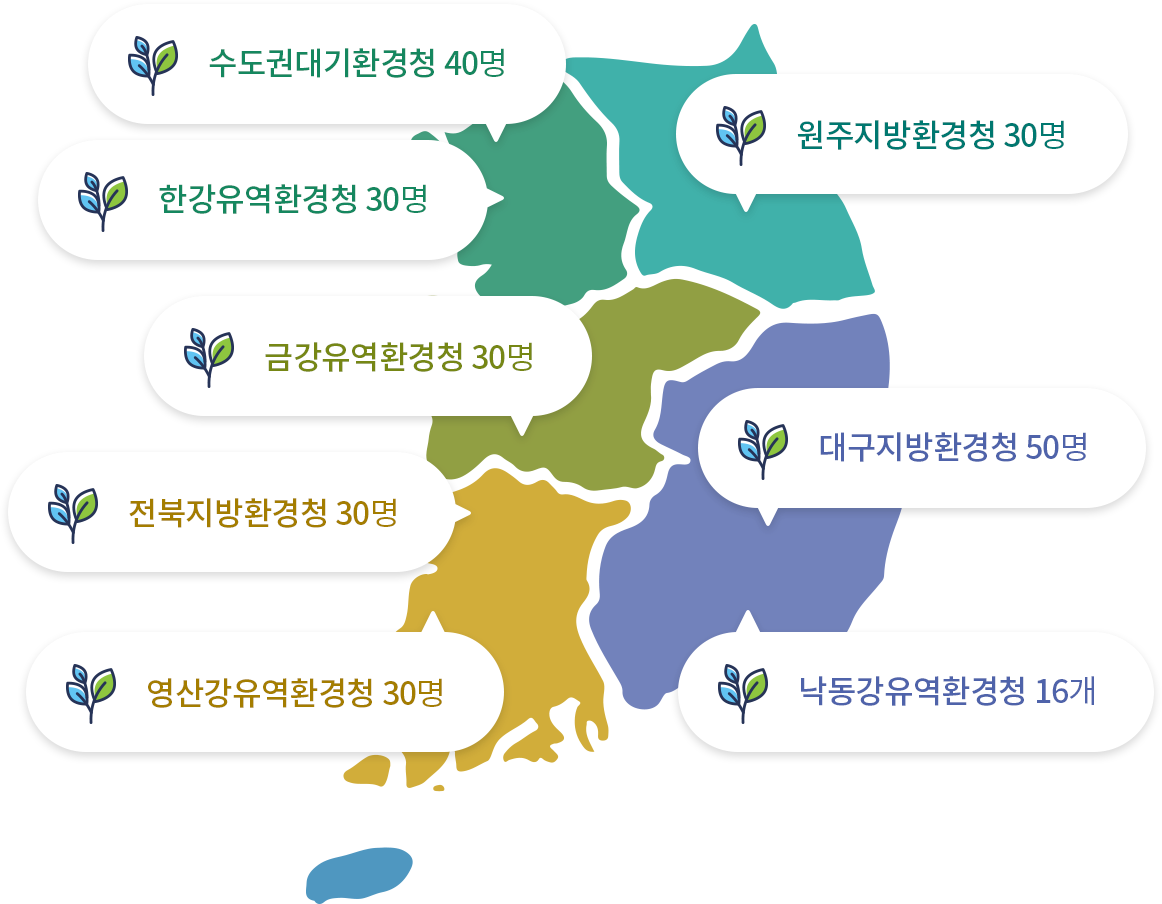 수도권대기환경청 40명
원주지방환경청 30명
한강유역환경청 30명
금강유역환경청 30명
대구지방환경청 50명
전북지방환경청 30명
영산강유역환경청 30명
낙동강유역환경청 16개